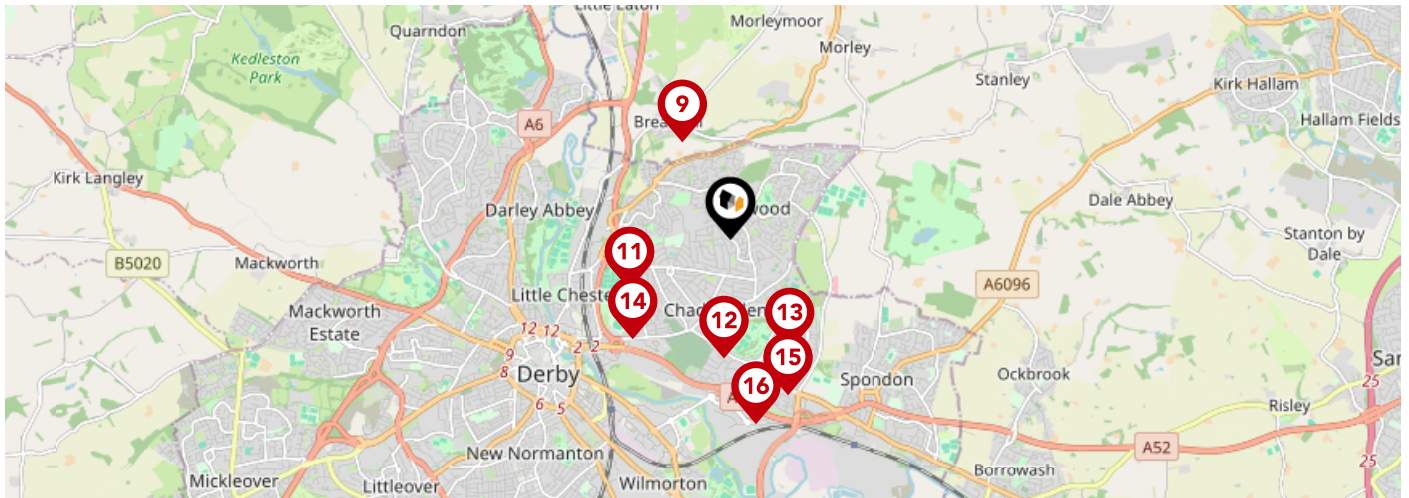 Little Eaton
Morleymoor
Quarndon
Morley
Kedleston
Park
Stanley
Kirk Hallam
9
A6
Hallam Fields
Kirk Langley
Dale Abbey
Darley Abbey
Stanton by
Dale
11
B5020
Mackworth
A6096
Little Chester
14
Mackworth
Estate
12
13
12 12
2 2
9
15
Derby
8
Spondon
16
Ockbrook
25
6 5
Risley
A52
New Normanton
25
Borrowash
Mickleover
Littleover
Wilmorton